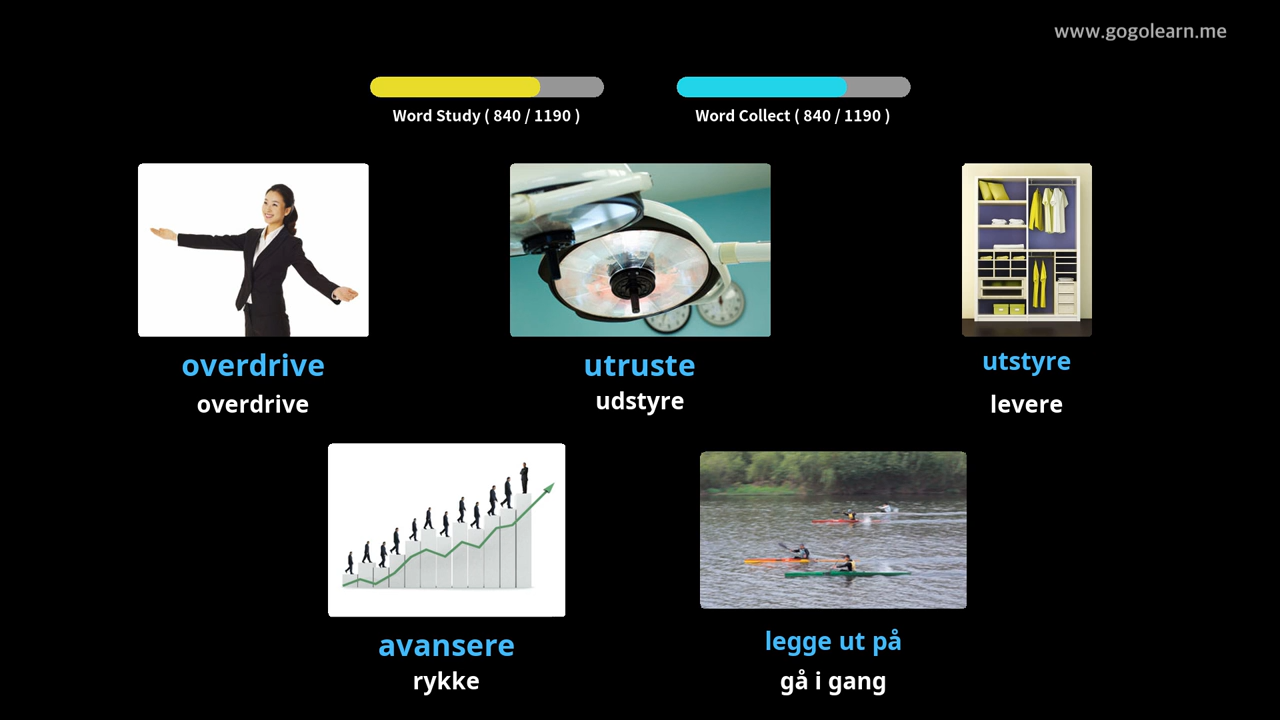 www.gogolearn.me
Word Study ( 840 / 1190 )
Word Collect ( 840 / 1190 )
overdrive
overdrive
utruste
udstyre
utstyre
levere
avansere
rykke
legge ut på
gå i gang